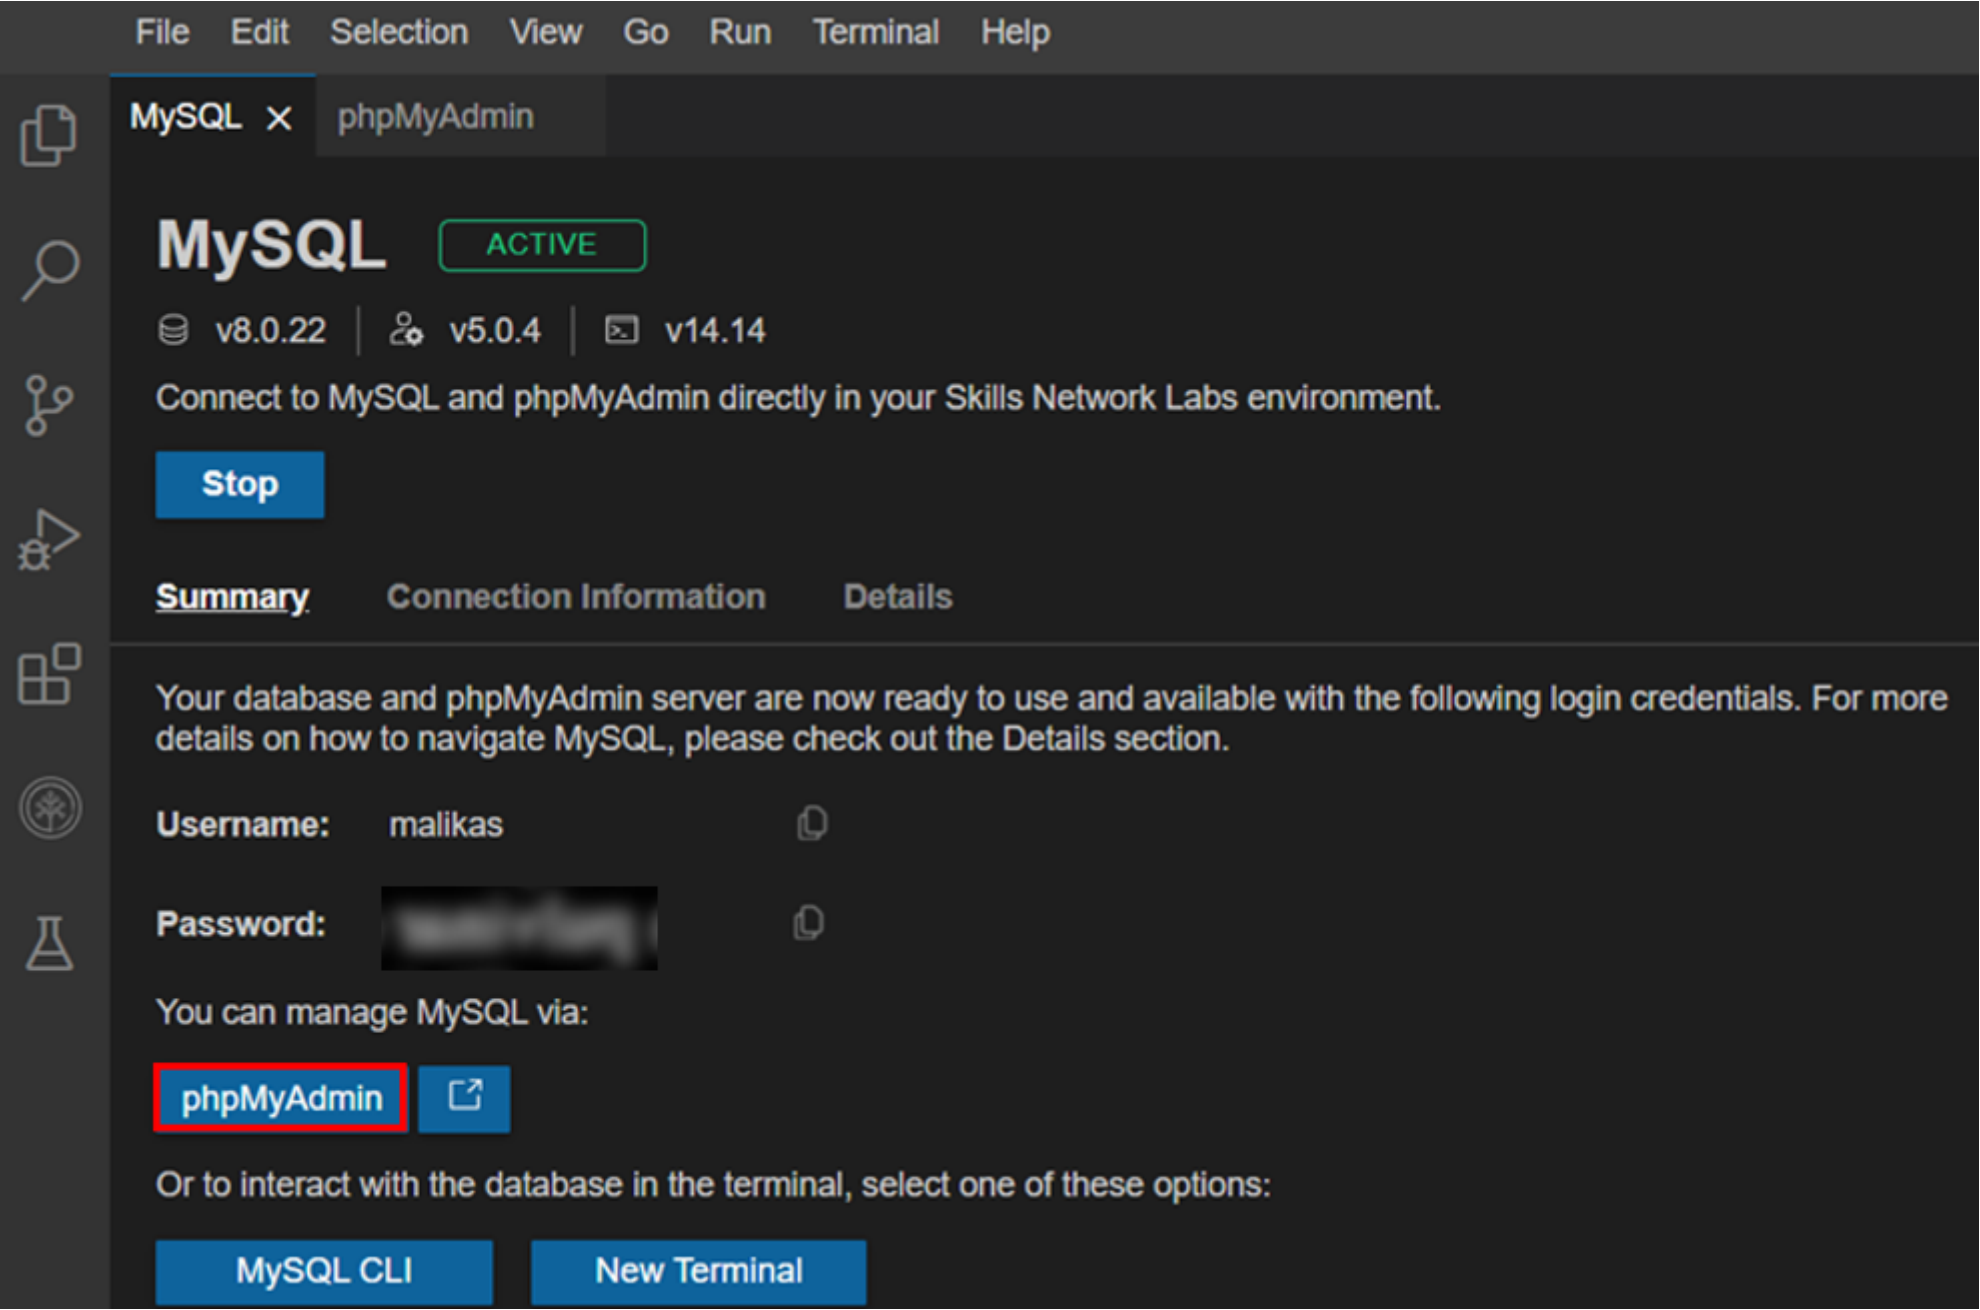 File Edit Selection View Go Run Terminal Help
MySQL phpMyAdmin
MySQL ACTIVE
v8.0.22 v5.0.4 v14.14
Connect to MySQL and phpMyAdmin directly in your Skills Network Labs environment.
Stop
Summary Connection Information Details
Your database and phpMyAdmin server are now ready to use and available with the following login credentials. For more
details on how to navigate MySQL, please check out the Details section.
Username: malikas
Password:
You can manage MySQL via:
phpMyAdmin
Or to interact with the database in the terminal, select one of these options:
MySQL CLI New Terminal